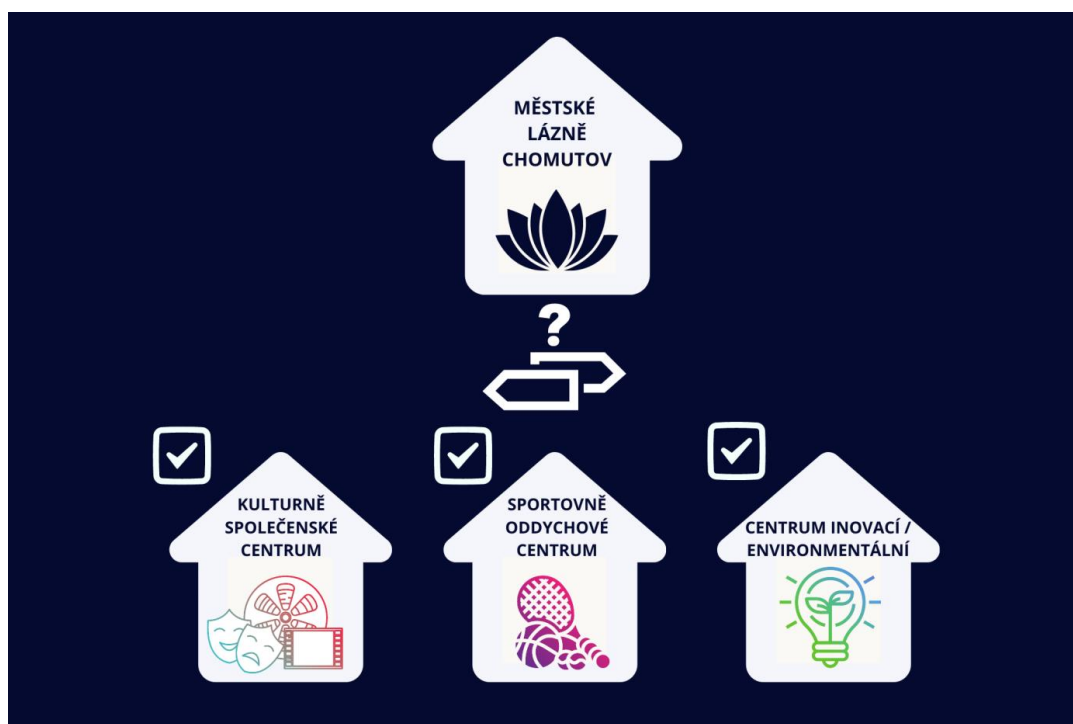 MĚSTSKÉ
LÁZNĚ
CHOMUTOV
?
KULTURNĚ
SPOLEČENSKÉ
CENTRUM
SPORTOVNĚ
ODDYCHOVÉ
CENTRUM
CENTRUM INOVACÍ /
ENVIRONMENTÁLNÍ